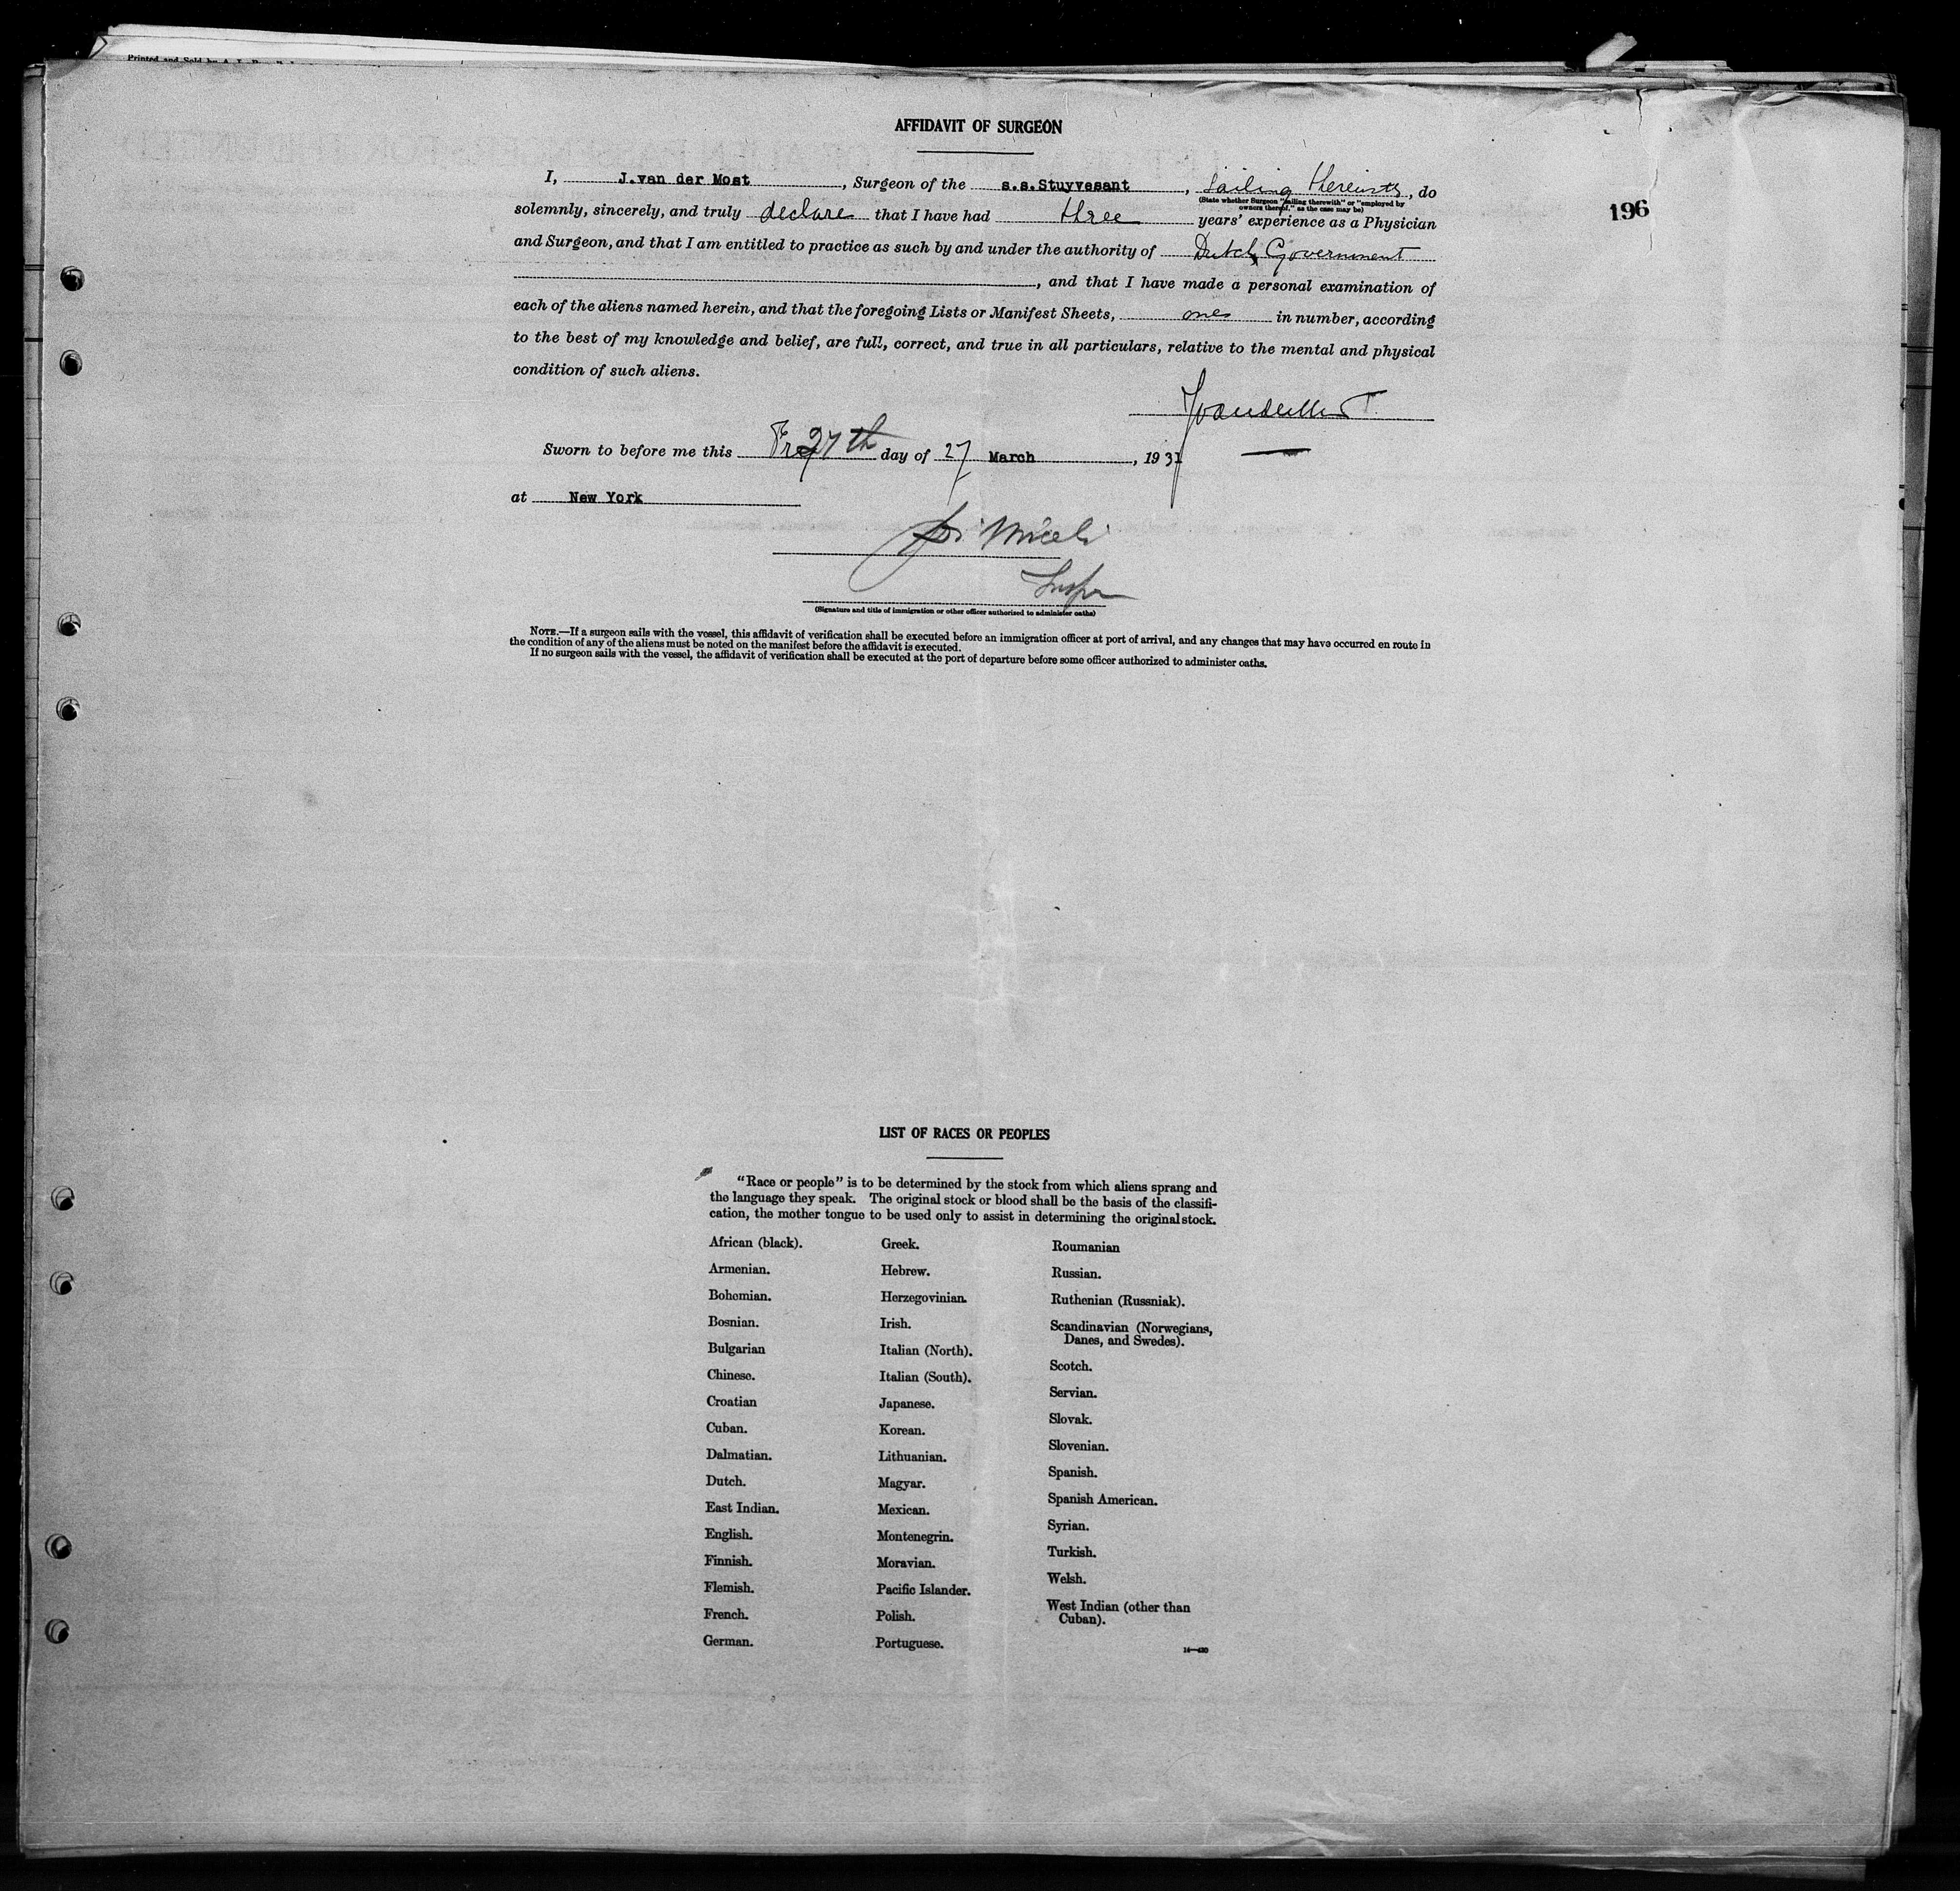 Printed and Sold by A. L.
AFFIDAVIT OF SURGEON
I, J.van der Most, Surgeon of the s.s.Stuyvesant, sailing therewith, do
(State whether Surgeon "sailing therewith" or "employed by
owners thereof," as the case may be)
196
solemnly, sincerely, and truly declare that I have had three years' experience as a Physician
and Surgeon, and that I am entitled to practice as such by and under the authority of Dutch Government
, and that I have made a personal examination of
each of the aliens named herein, and that the foregoing Lists or Manifest Sheets, one in number, according
to the best of my knowledge and belief, are full, correct, and true in all particulars, relative to the mental and physical
condition of such aliens.
Sworn to before me this 27th day of 27 March, 1931
at New York
(Signature and title of immigration or other officer authorized to administer oaths)
NOTE.—If a surgeon sails with the vessel, this affidavit of verification shall be executed before an immigration officer at port of arrival, and any changes that may have occurred en route in
the condition of any of the aliens must be noted on the manifest before the affidavit is executed.
If no surgeon sails with the vessel, the affidavit of verification shall be executed at the port of departure before some officer authorized to administer oaths.
LIST OF RACES OR PEOPLES
"Race or people" is to be determined by the stock from which aliens sprang and
the language they speak. The original stock or blood shall be the basis of the classifi-
cation, the mother tongue to be used only to assist in determining the original stock.
African (black).
Armenian.
Bohemian.
Bosnian.
Bulgarian
Chinese.
Croatian
Cuban.
Dalmatian.
Dutch.
East Indian.
English.
Finnish.
Flemish.
French.
German.
Greek.
Hebrew.
Herzegovinian.
Irish.
Italian (North).
Italian (South).
Japanese.
Korean.
Lithuanian.
Magyar.
Mexican.
Montenegrin.
Moravian.
Pacific Islander.
Polish.
Portuguese.
Roumanian
Russian.
Ruthenian (Russniak).
Scandinavian (Norwegians,
Danes, and Swedes).
Scotch.
Servian.
Slovak.
Slovenian.
Spanish.
Spanish American.
Syrian.
Turkish.
Welsh.
West Indian (other than
Cuban).